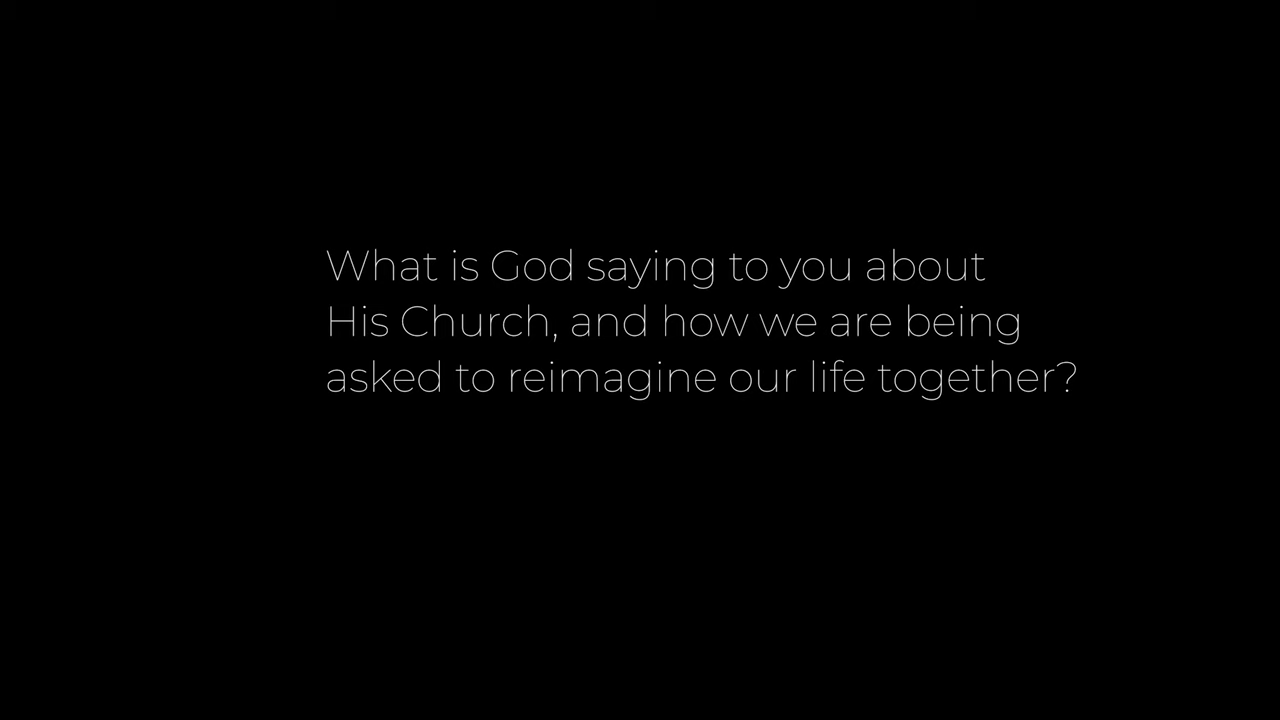 What is God saying to you about
His Church, and how we are being
asked to reimagine our life together?